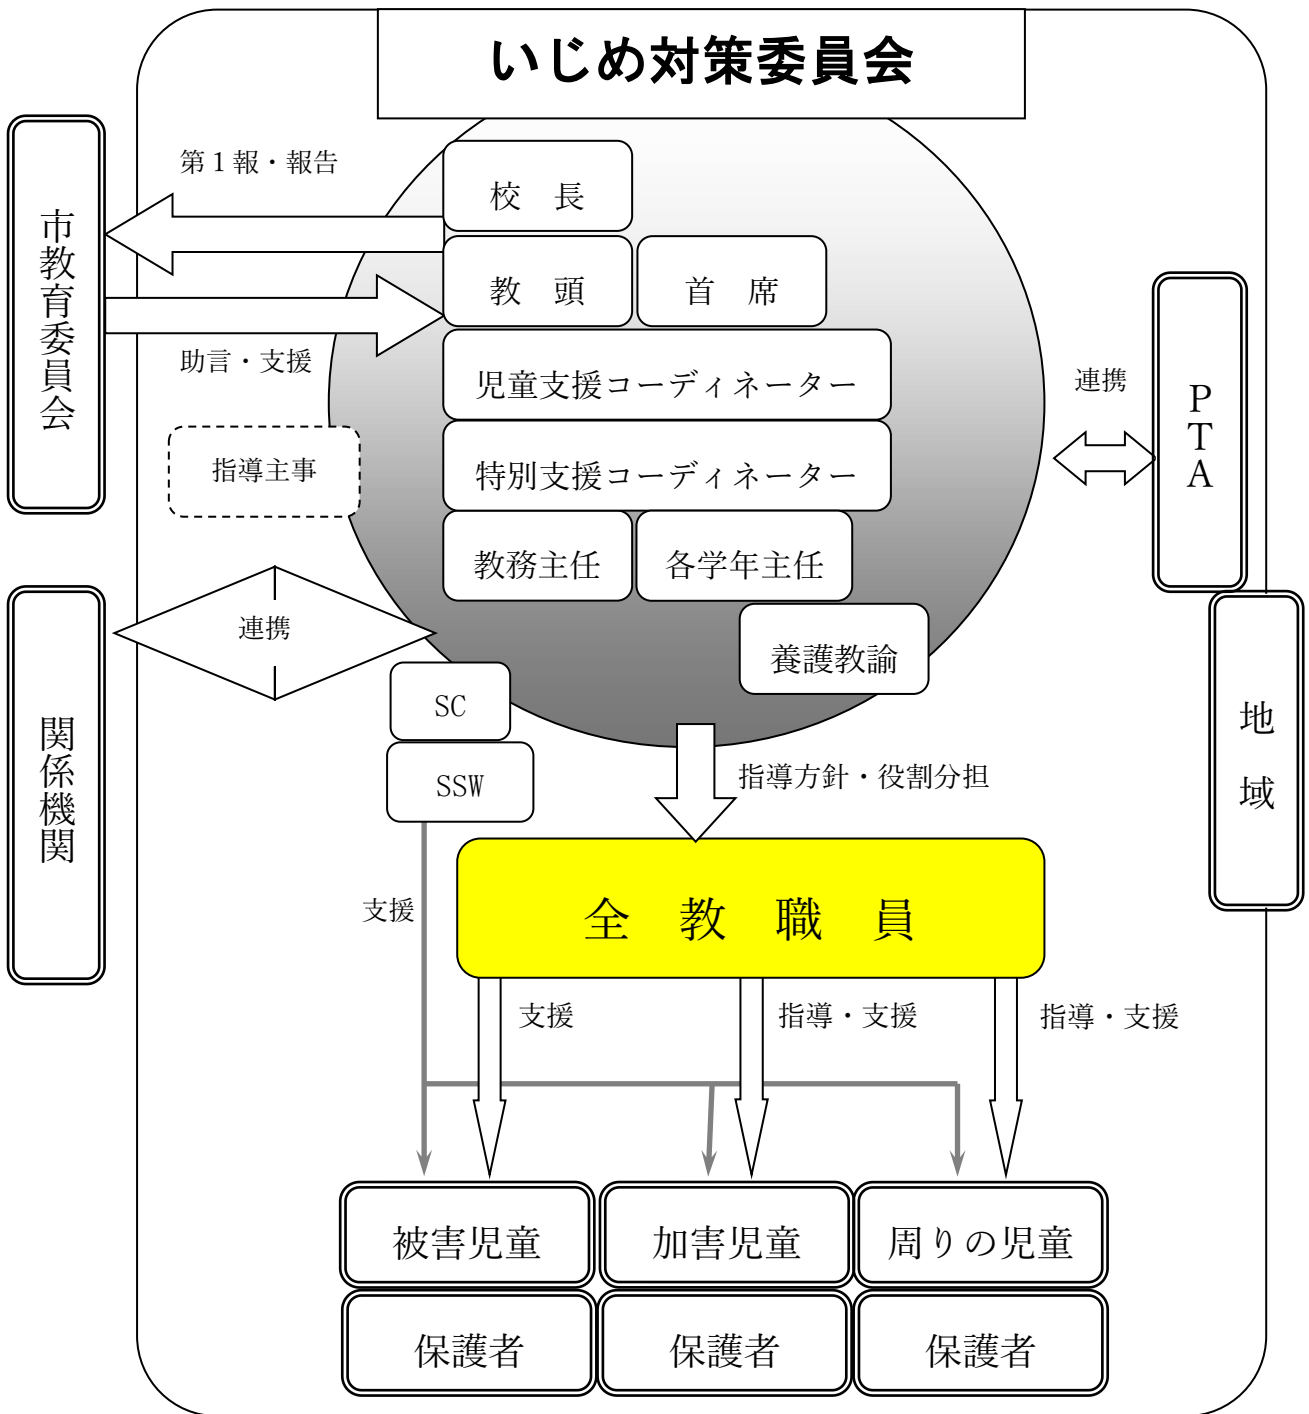 いじめ対策委員会
第１報・報告
校　長
市教育委員会
教　頭
首　席
助言・支援
児童支援コーディネーター
連携
PTA
指導主事
特別支援コーディネーター
教務主任
各学年主任
連携
養護教諭
関係機関
SC
地　域
SSW
指導方針・役割分担
支援
全　教　職　員
支援
指導・支援
指導・支援
被害児童
加害児童
周りの児童
保護者
保護者
保護者